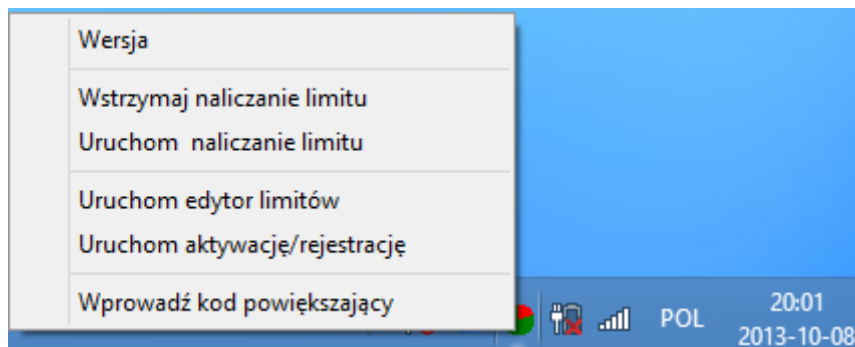 Wersja
Wstrzymaj naliczanie limitu
Uruchom  naliczanie limitu
Uruchom edytor limitów
Uruchom aktywację/rejestrację
Wprowadź kod powiększający
POL
20:01
2013-10-08